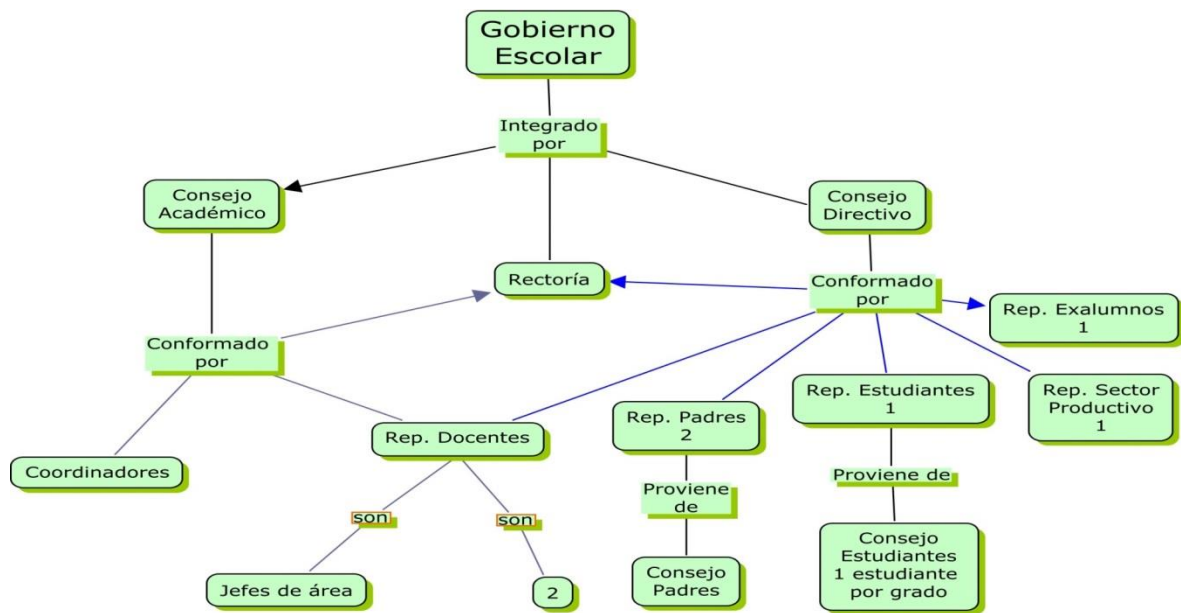 Gobierno
Escolar
Integrado
por
Consejo
Académico
Consejo
Directivo
Rectoría
Conformado
por
Rep. Exalumnos
1
Conformado
por
Rep. Estudiantes
1
Rep. Sector
Productivo
1
Rep. Padres
2
Rep. Docentes
Coordinadores
Proviene de
Proviene
de
son
son
Consejo
Estudiantes
1 estudiante
por grado
Consejo
Padres
Jefes de área
2